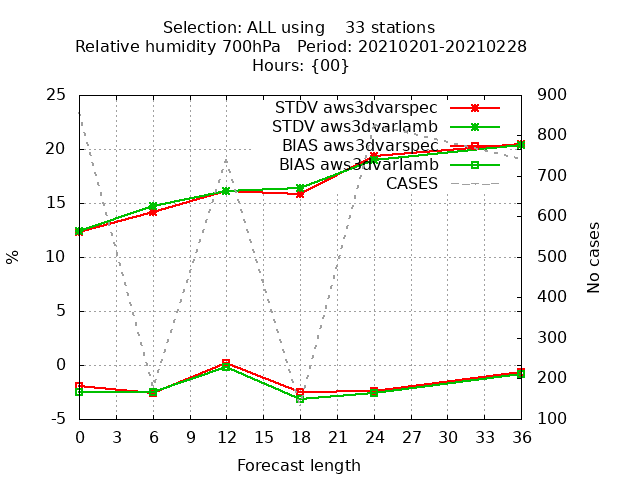 Selection: ALL using 33 stations
Relative humidity 700hPa Period: 20210201-20210228
Hours: {00}
25 900
STDV aws3dvarspec
STDV aws3dvarlamb
BIAS aws3dvarspec
BIAS aws3dvarlamb
CASES
20 800
15 700
10 600
5 500
0 400
-5 300
200
100
%
No cases
0 3 6 9 12 15 18 21 24 27 30 33 36
Forecast length